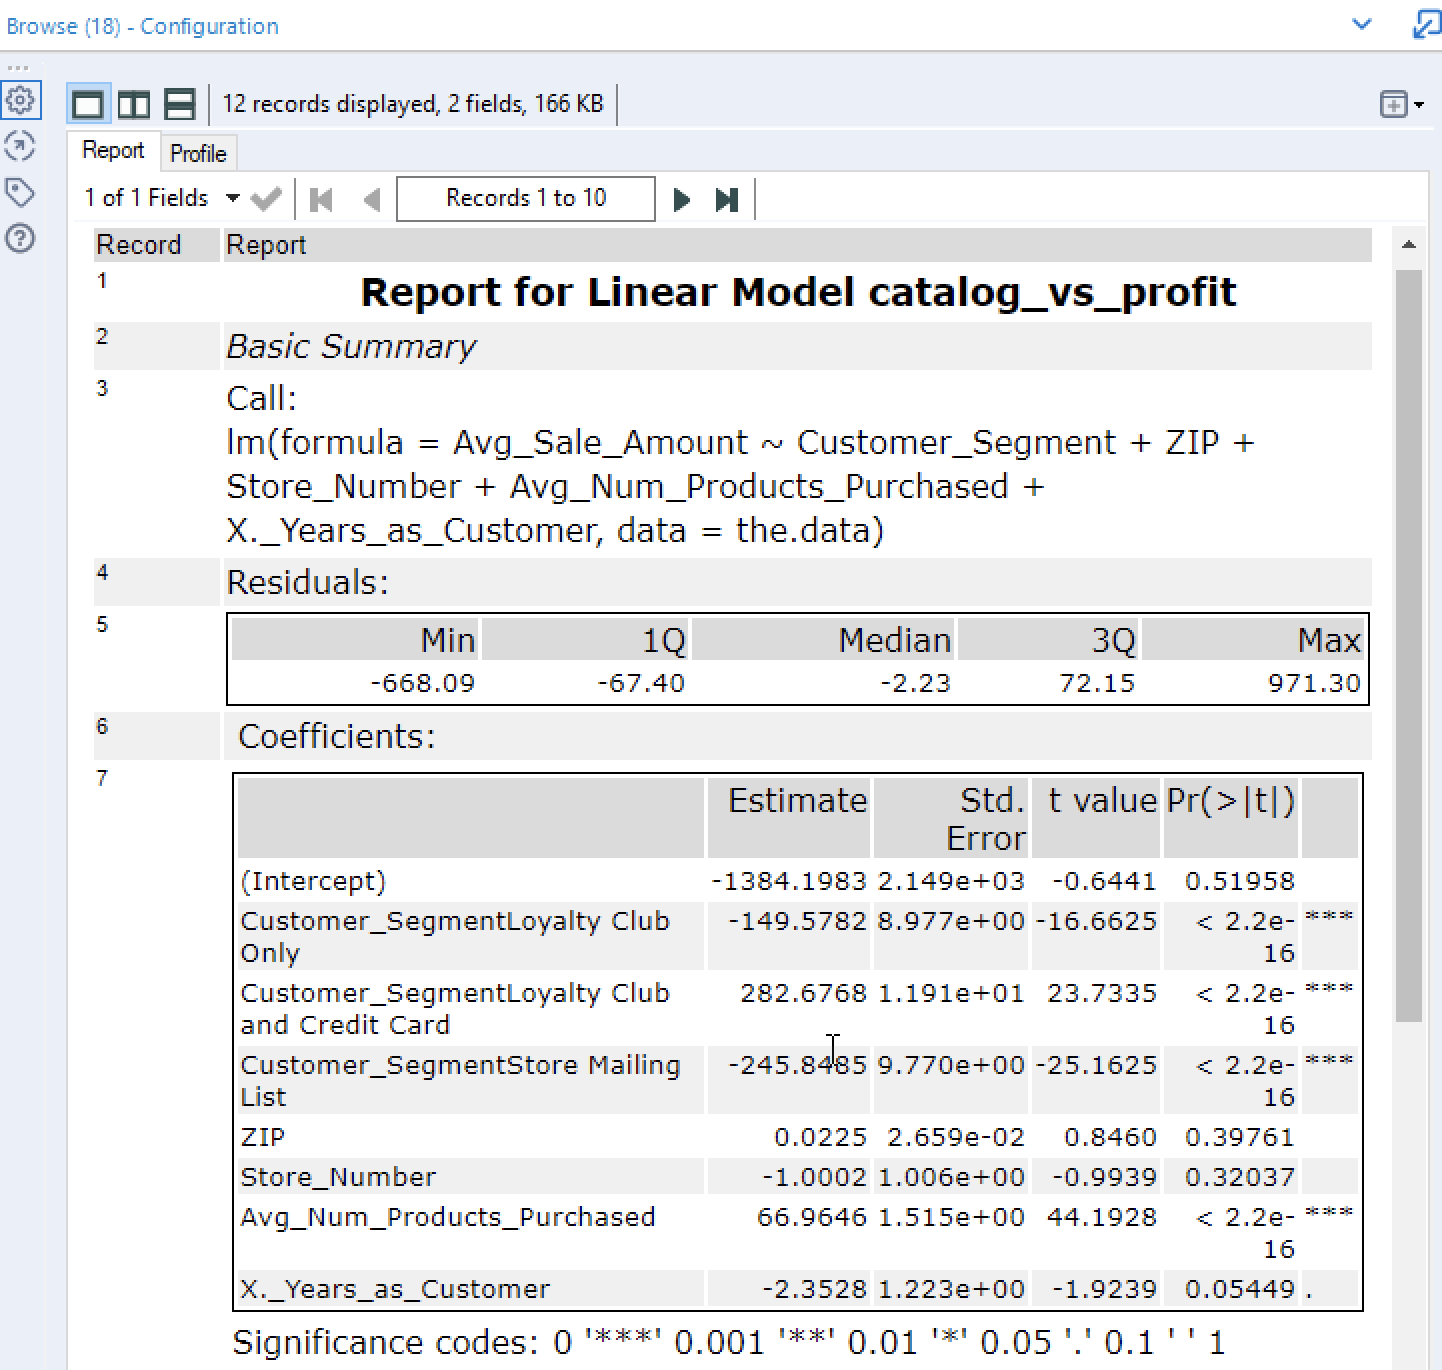 Browse (18) - Configuration
12 records displayed, 2 fields, 166 KB
Report Profile
1 of 1 Fields Records 1 to 10
Record Report
1 Report for Linear Model catalog_vs_profit
2 Basic Summary
3 Call:
lm(formula = Avg_Sale_Amount ~ Customer_Segment + ZIP +
Store_Number + Avg_Num_Products_Purchased +
X._Years_as_Customer, data = the.data)
4 Residuals:
5 Min 1Q Median 3Q Max
-668.09 -67.40 -2.23 72.15 971.30
6 Coefficients:
7 Estimate Std. t value Pr(>|t|)
Error
(Intercept) -1384.1983 2.149e+03 -0.6441 0.51958
Customer_SegmentLoyalty Club -149.5782 8.977e+00 -16.6625 < 2.2e- ***
Only 16
Customer_SegmentLoyalty Club 282.6768 1.191e+01 23.7335 < 2.2e- ***
and Credit Card 16
Customer_SegmentStore Mailing -245.8485 9.770e+00 -25.1625 < 2.2e- ***
List 16
ZIP 0.0225 2.659e-02 0.8460 0.39761
Store_Number -1.0002 1.006e+00 -0.9939 0.32037
Avg_Num_Products_Purchased 66.9646 1.515e+00 44.1928 < 2.2e- ***
16
X._Years_as_Customer -2.3528 1.223e+00 -1.9239 0.05449 .
Significance codes: 0 '***' 0.001 '**' 0.01 '*' 0.05 '.' 0.1 ' ' 1